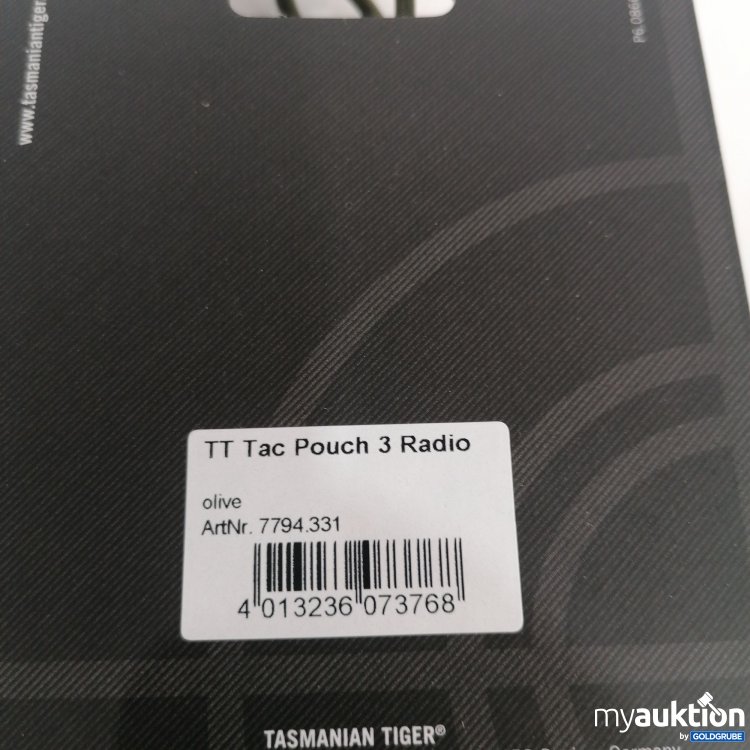 www.tasmaniantiger
TT Tac Pouch 3 Radio
olive
ArtNr. 7794.331
4 013236 073768
TASMANIAN TIGER®
myauktion
by GOLDGRUBE